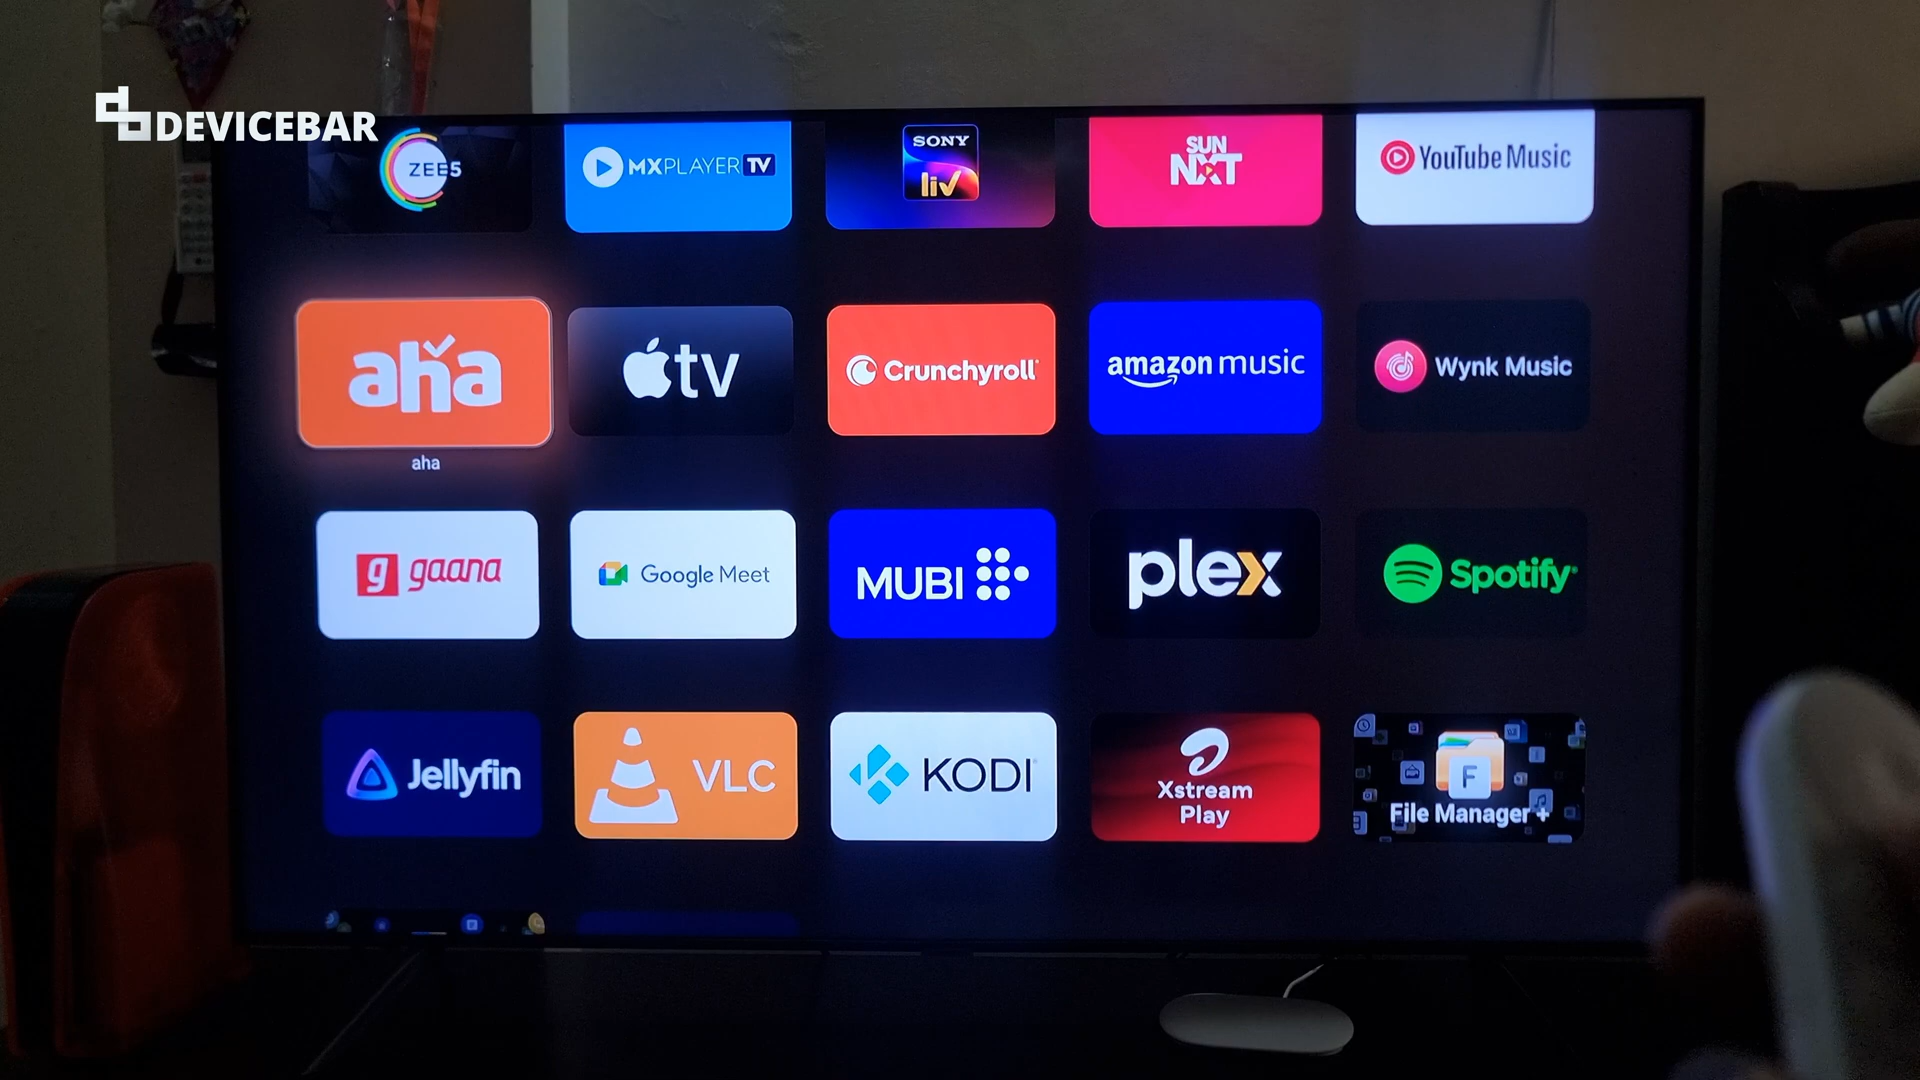 DEVICEBAR
ZEE5
MXPLAYER TV
SONY
liv
SUN
NXT
YouTube Music
aha
aha
tv
Crunchyroll
amazon music
Wynk Music
g gaana
Google Meet
MUBI
plex
Spotify
Jellyfin
VLC
KODI
Xstream
Play
F
File Manager +